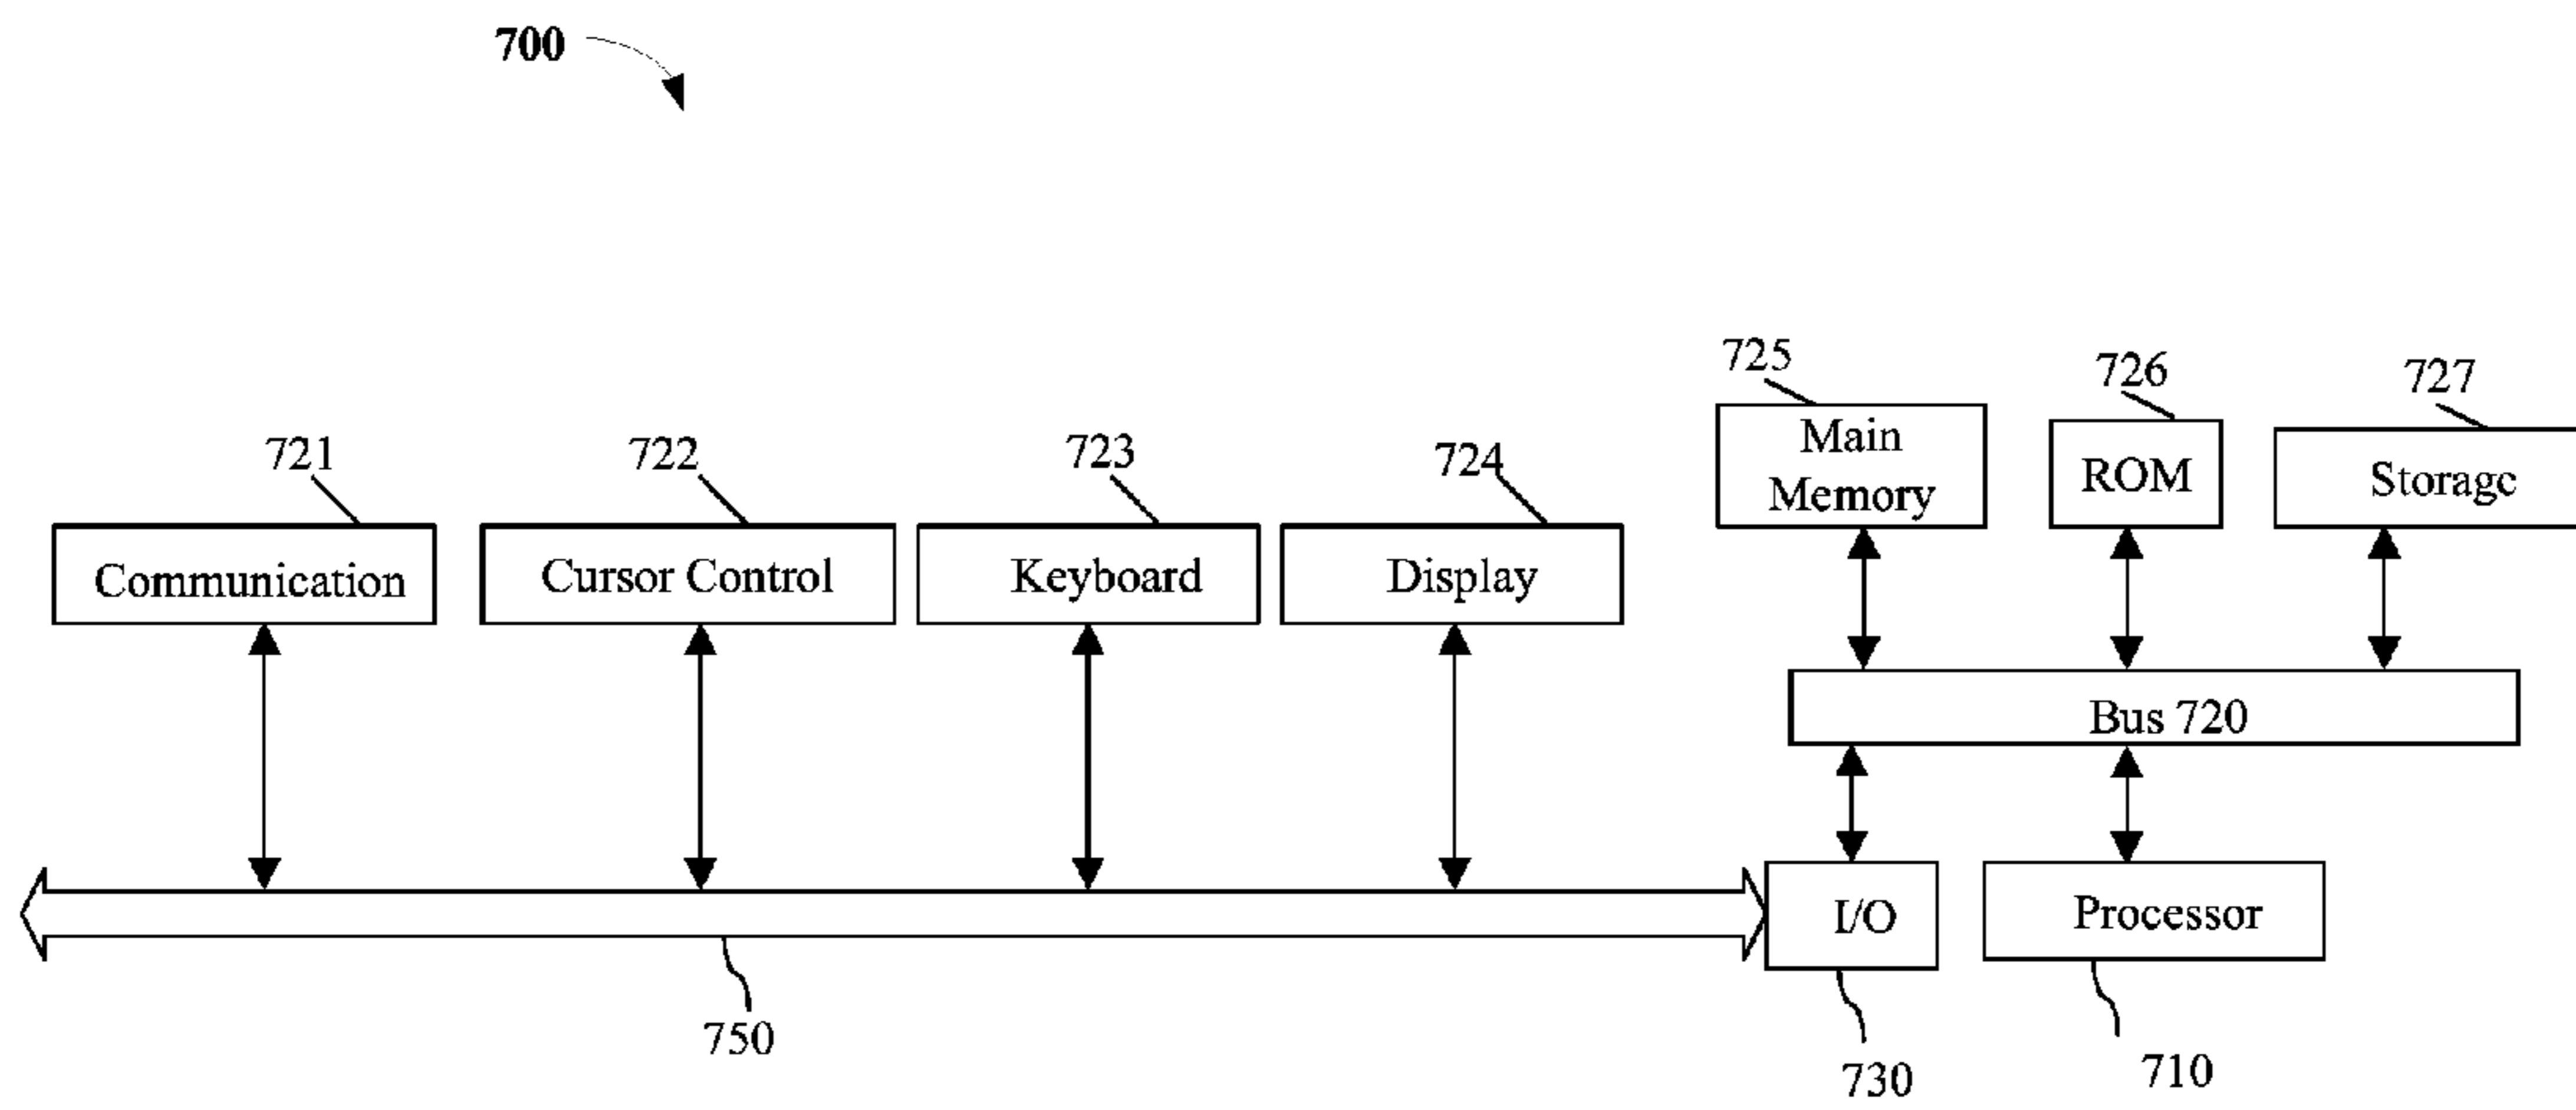 700
725
726
727
Main
Memory
ROM
Storage
721
722
723
724
Communication
Cursor Control
Keyboard
Display
Bus 720
I/O
Processor
750
730
710